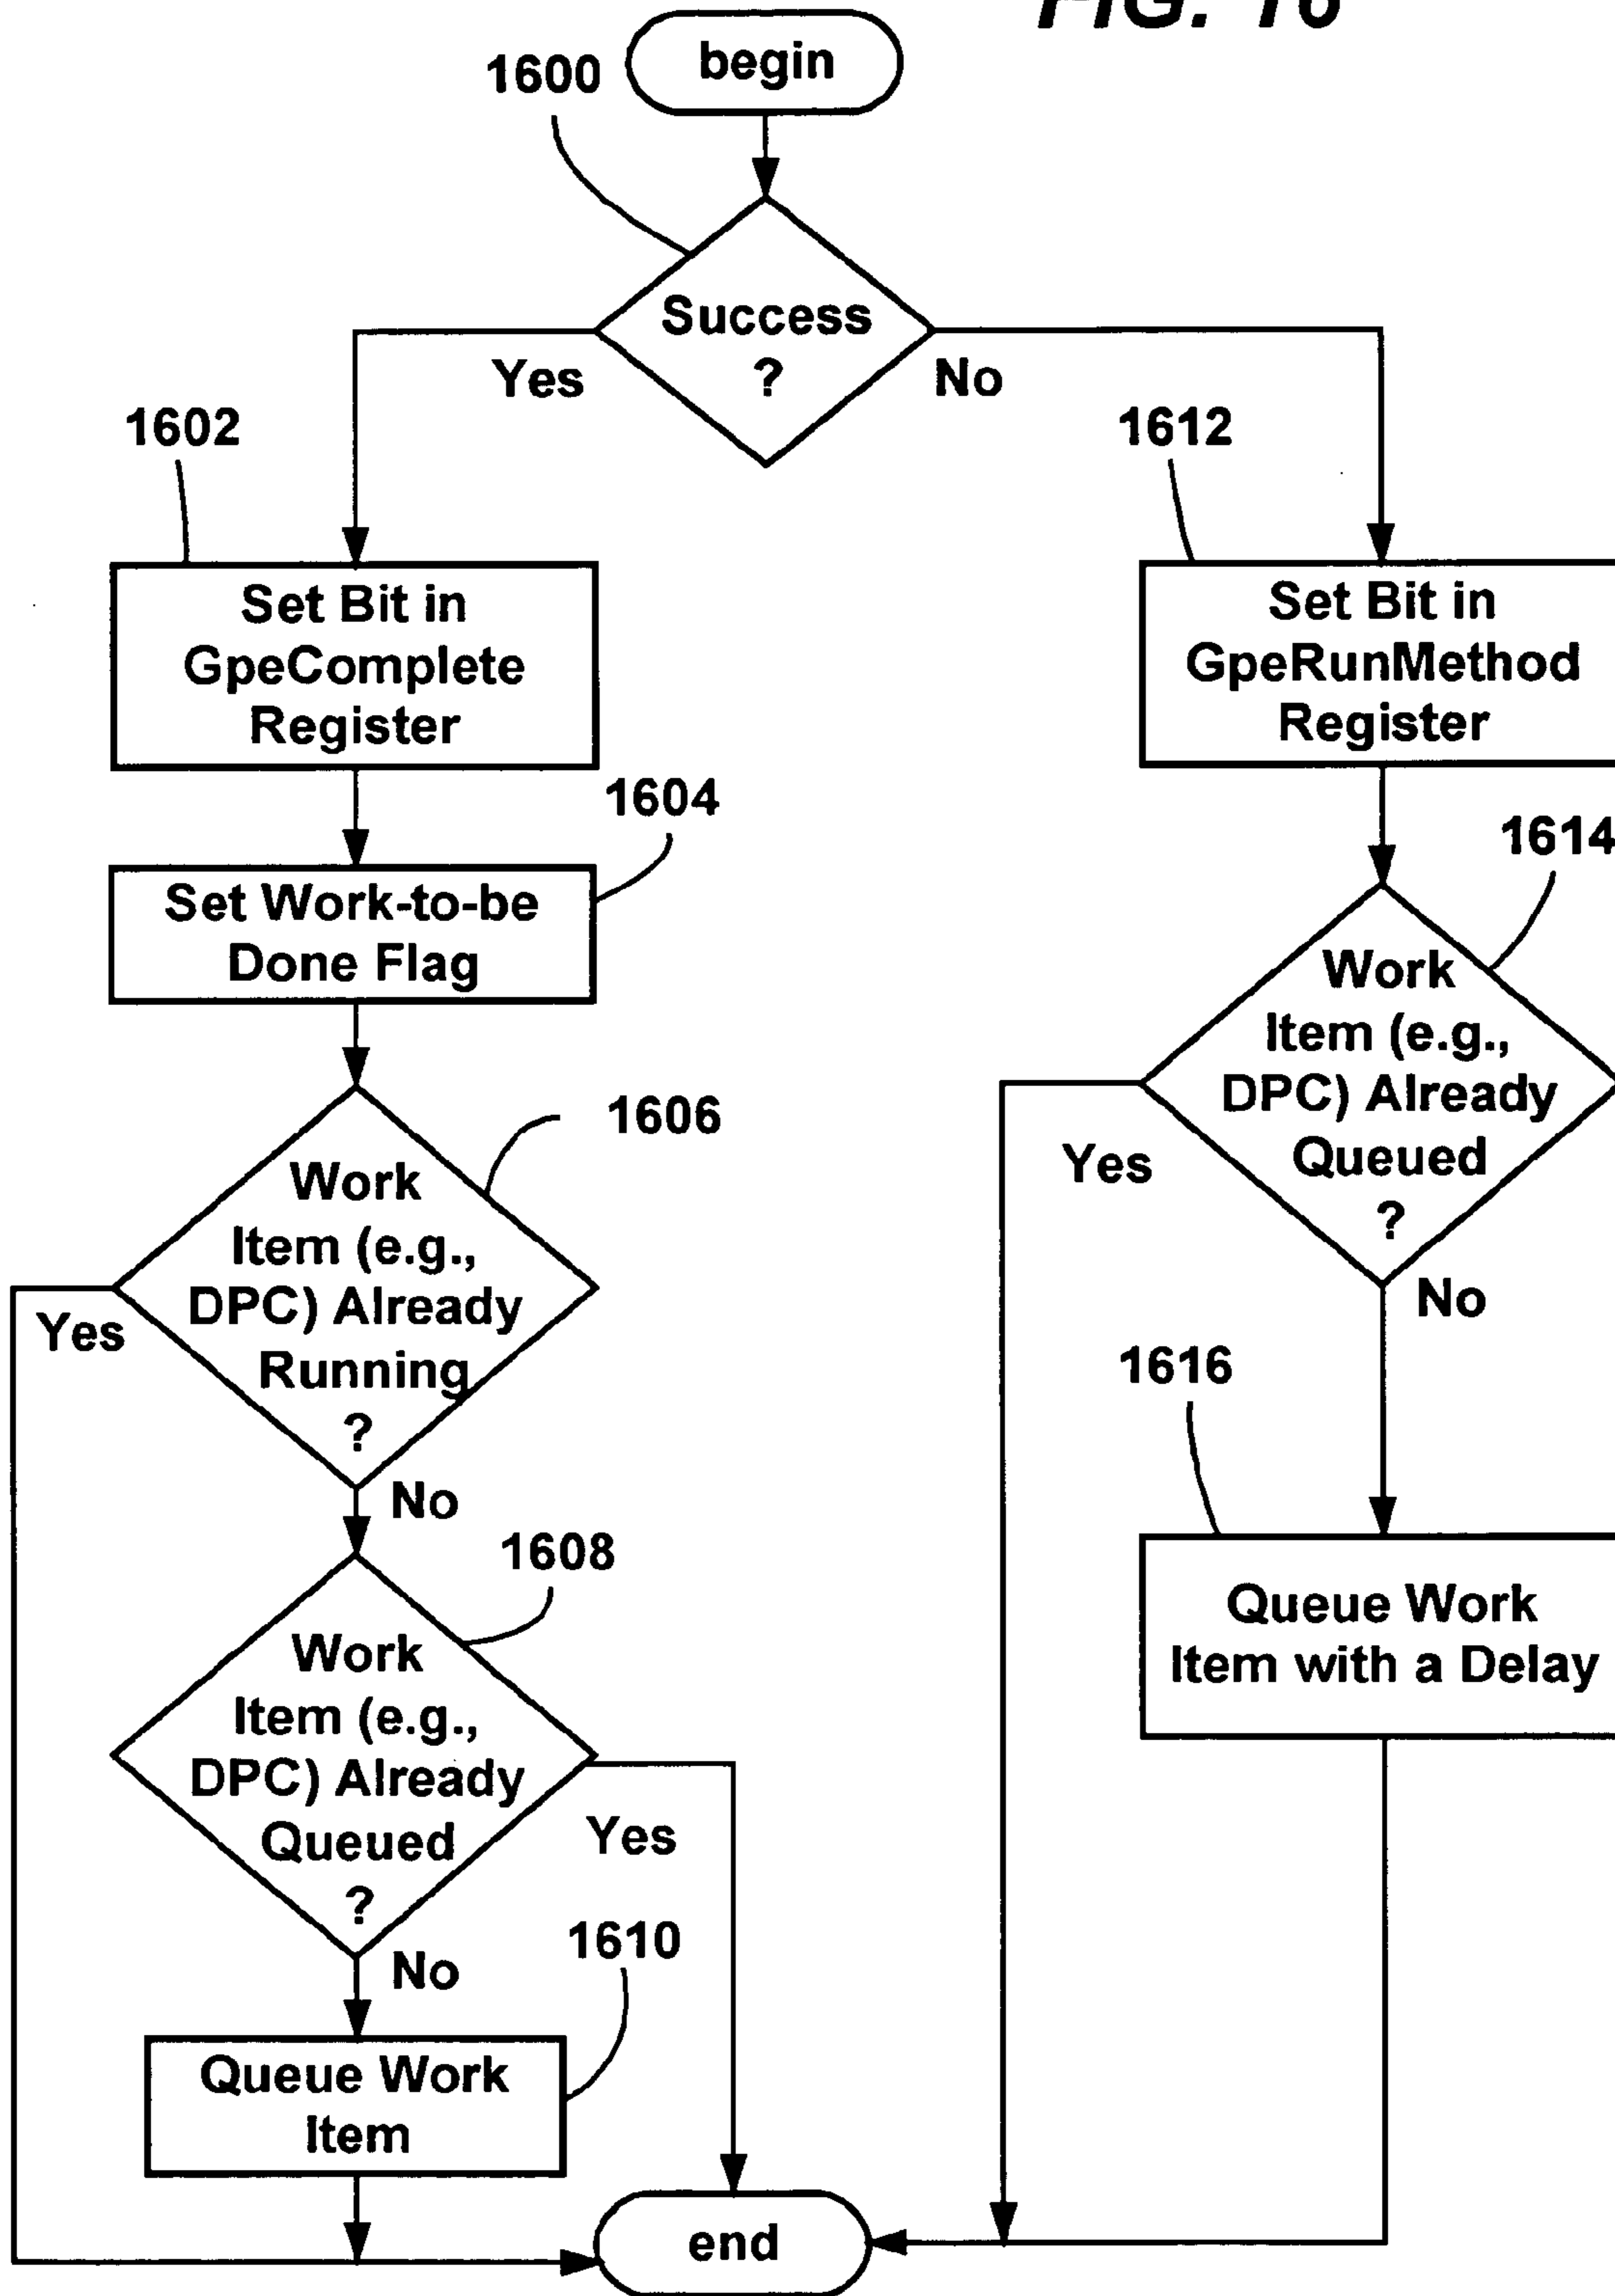 FIG. 16
begin
1600
Success
?
Yes
No
1602
1612
Set Bit in
GpeComplete
Register
Set Bit in
GpeRunMethod
Register
1604
1614
Set Work-to-be
Done Flag
Work
Item (e.g.,
DPC) Already
Queued
?
Yes
No
1606
Work
Item (e.g.,
DPC) Already
Running
?
Yes
No
1616
Queue Work
Item with a Delay
1608
Work
Item (e.g.,
DPC) Already
Queued
?
Yes
No
1610
Queue Work
Item
end